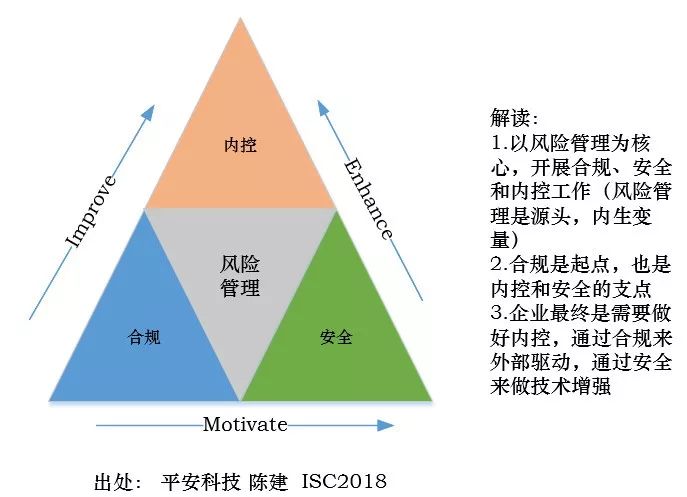 内控
Improve
Enhance
风险
管理
合规
安全
Motivate
解读：
1.以风险管理为核
心，开展合规、安全
和内控工作（风险管
理是源头，内生变
量）
2.合规是起点，也是
内控和安全的支点
3.企业最终是需要做
好内控，通过合规来
外部驱动，通过安全
来做技术增强
出处： 平安科技 陈建 ISC2018